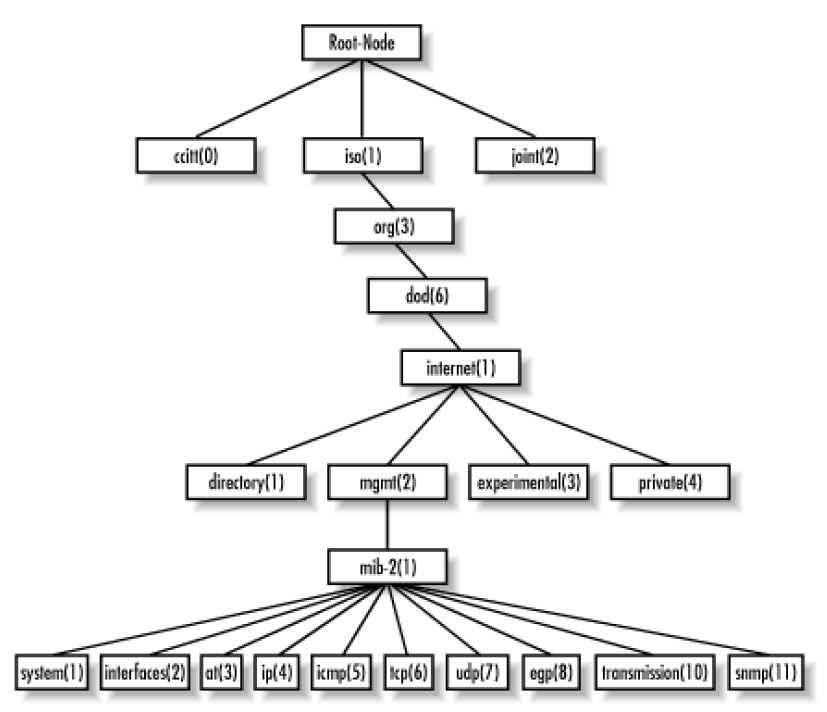 Root-Node
ccitt(0) iso(1) joint(2)
org(3)
dod(6)
internet(1)
directory(1) mgmt(2) experimental(3) private(4)
mib-2(1)
system(1) interfaces(2) at(3) ip(4) icmp(5) tcp(6) udp(7) egp(8) transmission(10) snmp(11)